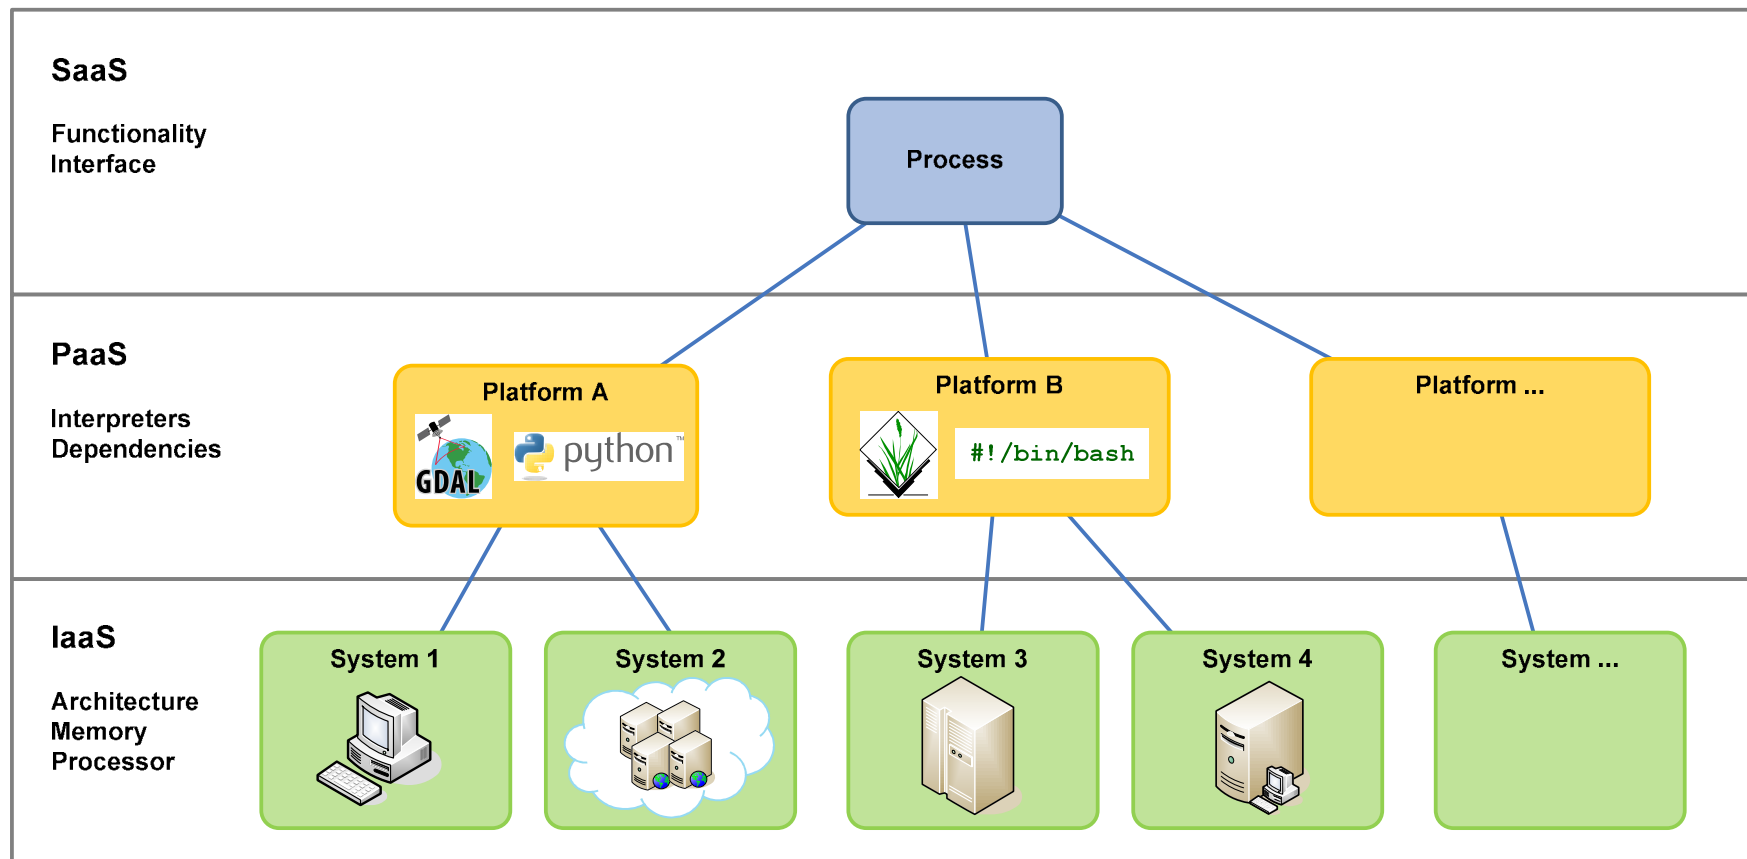 SaaS
Functionality
Interface
Process
PaaS
Interpreters
Dependencies
Platform A
GDAL
python™
Platform B
#!/bin/bash
Platform ...
IaaS
Architecture
Memory
Processor
System 1
System 2
System 3
System 4
System ...